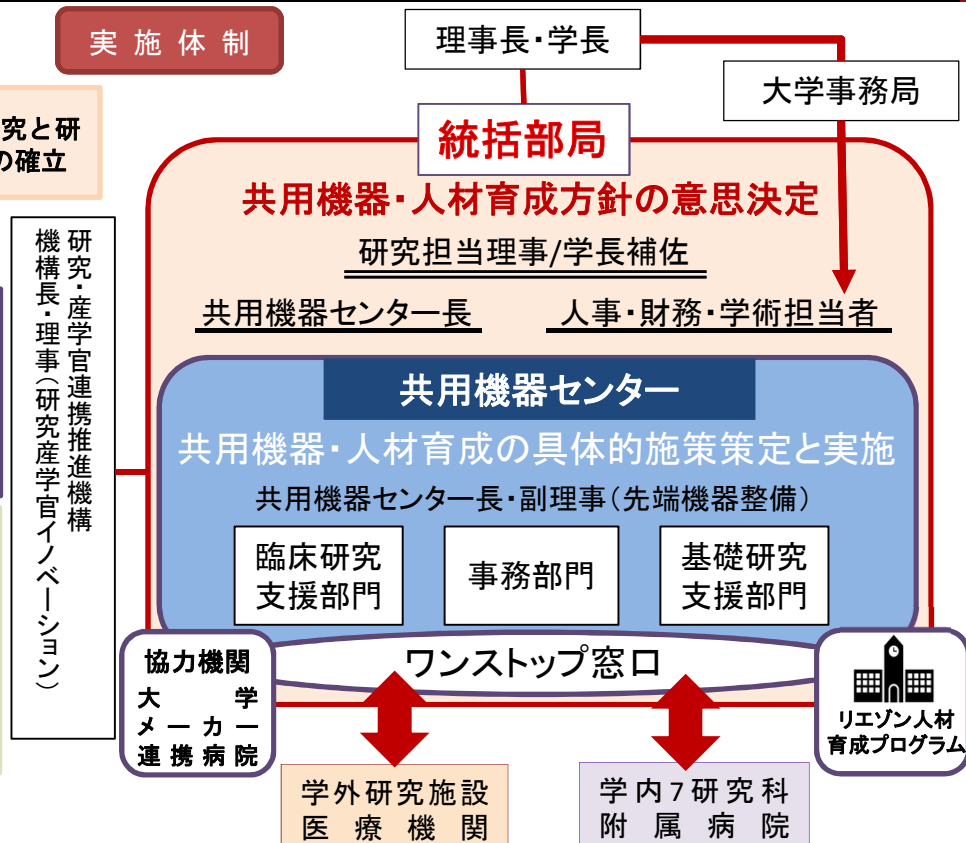 実施体制
理事長・学長
大学事務局
究と研
の確立
統括部局
共用機器・人材育成方針の意思決定
研究担当理事/学長補佐
共用機器センター長
人事・財務・学術担当者
研究・産学官連携推進機構
機構長・理事（研究産学官イノベーション）
共用機器センター
共用機器・人材育成の具体的施策策定と実施
共用機器センター長・副理事（先端機器整備）
臨床研究
支援部門
事務部門
基礎研究
支援部門
ワンストップ窓口
協力機関
大学
メーカー
連携病院
リエゾン人材
育成プログラム
学外研究施設
医療機関
学内7研究科
附属病院